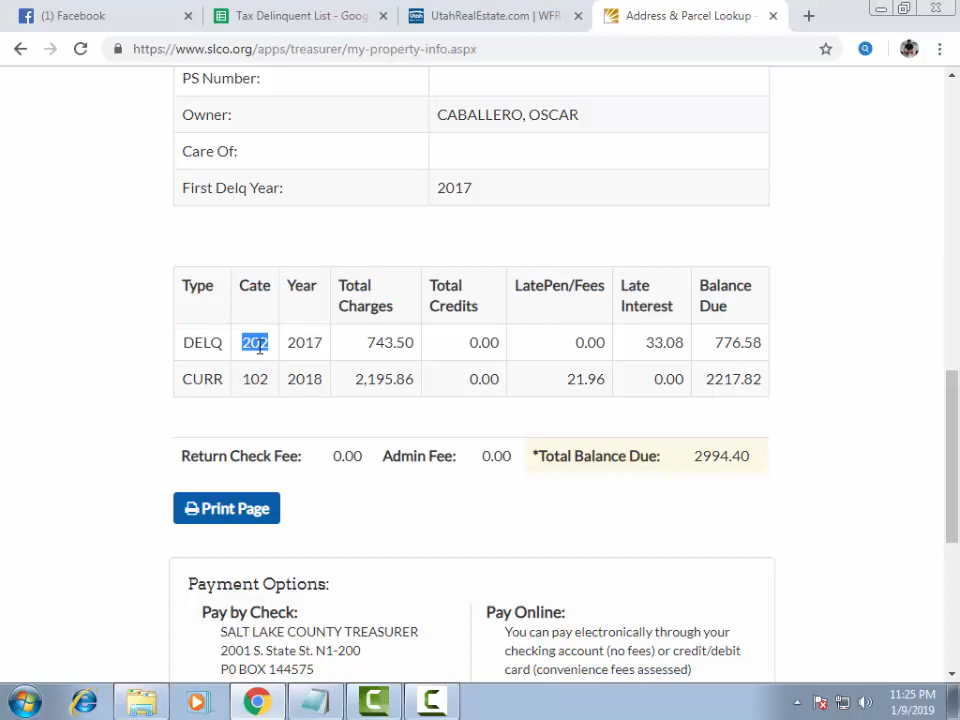 (1) Facebook
Tax Delinquent List - Goog
UtahRealEstate.com | WFR
Address & Parcel Lookup -
https://www.slco.org/apps/treasurer/my-property-info.aspx
PS Number:
Owner: CABALLERO, OSCAR
Care Of:
First Delq Year: 2017
Type Cate Year Total Charges Total Credits LatePen/Fees Late Interest Balance Due
DELQ 202 2017 743.50 0.00 0.00 33.08 776.58
CURR 102 2018 2,195.86 0.00 21.96 0.00 2217.82
Return Check Fee: 0.00 Admin Fee: 0.00 *Total Balance Due: 2994.40
Print Page
Payment Options:
Pay by Check:
SALT LAKE COUNTY TREASURER
2001 S. State St. N1-200
PO BOX 144575
Pay Online:
You can pay electronically through your
checking account (no fees) or credit/debit
card (convenience fees assessed)
11:25 PM
1/9/2019